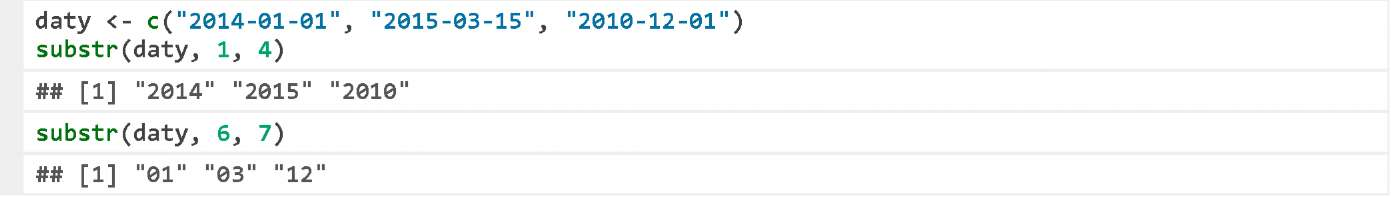 daty <- c("2014-01-01", "2015-03-15", "2010-12-01")
substr(daty, 1, 4)
## [1] "2014" "2015" "2010"
substr(daty, 6, 7)
## [1] "01" "03" "12"